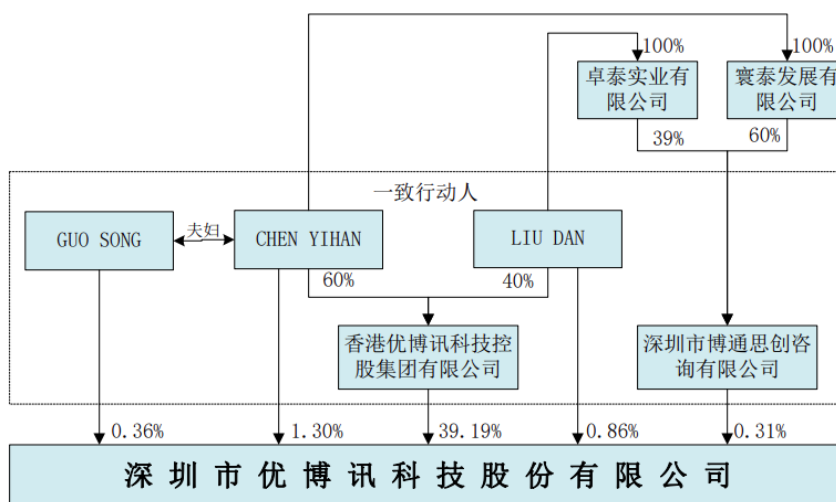 100%
100%
卓泰实业有
限公司
寰泰发展有
限公司
39%
60%
一致行动人
GUO SONG
夫妇
CHEN YIHAN
LIU DAN
60%
40%
香港优博讯科技控
股集团有限公司
深圳市博通思创咨
询有限公司
0.36%
1.30%
39.19%
0.86%
0.31%
深圳市优博讯科技股份有限公司